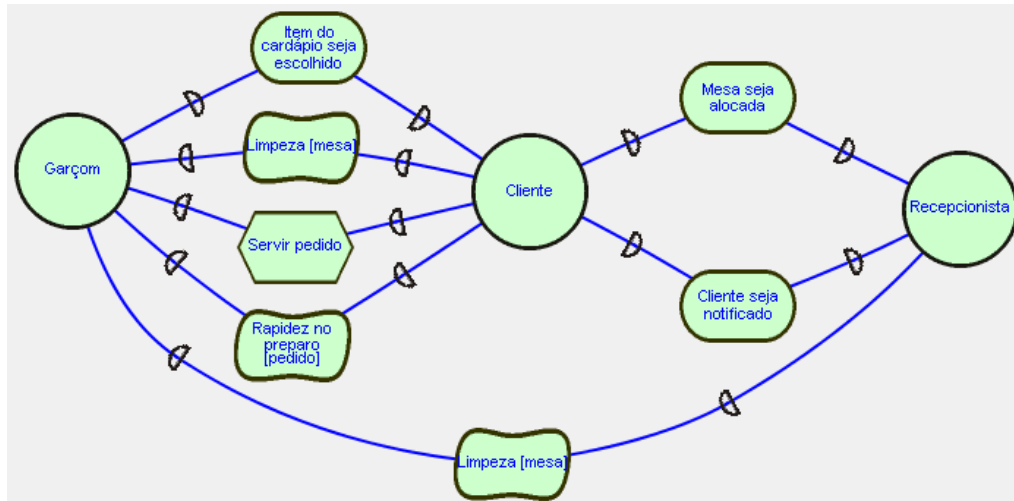 Item do
cardápio seja
escolhido
Limpeza [mesa]
Garçom
Servir pedido
Rapidez no
preparo
[pedido]
Cliente
Mesa seja
alocada
Recepcionista
Cliente seja
notificado
Limpeza [mesa]